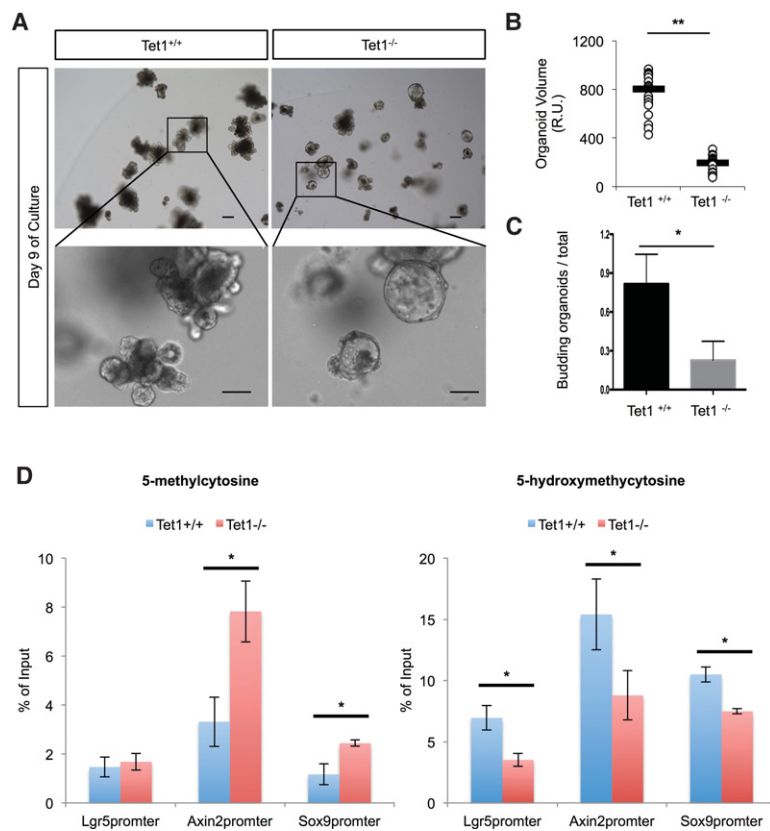 A
Tet1+/+
Tet1-/-
Day 9 of Culture
B
**
Organoid Volume
(R.U.)
1200
800
400
0
Tet1 +/+
Tet1 -/-
C
*
Budding organoids / total
1.2
0.9
0.6
0.3
0.0
Tet1 +/+
Tet1 -/-
D
5-methylcytosine
Tet1+/+
Tet1-/-
% of Input
10
8
6
4
2
0
*
*
Lgr5promter
Axin2promter
Sox9promter
5-hydroxymethycytosine
Tet1+/+
Tet1-/-
% of Input
20
15
10
5
0
*
*
*
Lgr5promter
Axin2promter
Sox9promter